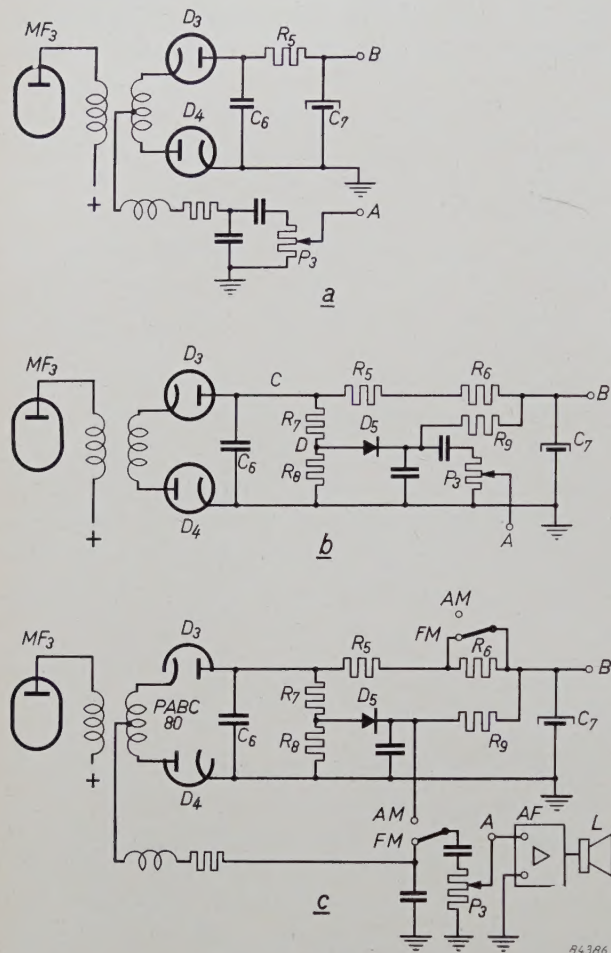 MF3 D3 R5 B
D4 C6 C7
+ A
P3
a
MF3 D3 C R5 R6 B
R7 D5 R9
C6 D C7
R8 P3
D4 A
+ b
AM
MF3 D3 FM
R5 R6 B
R7 D5 C7
PABC C6
80 R8 R9
+ D4 AM A AF L
FM
P3
c
84386